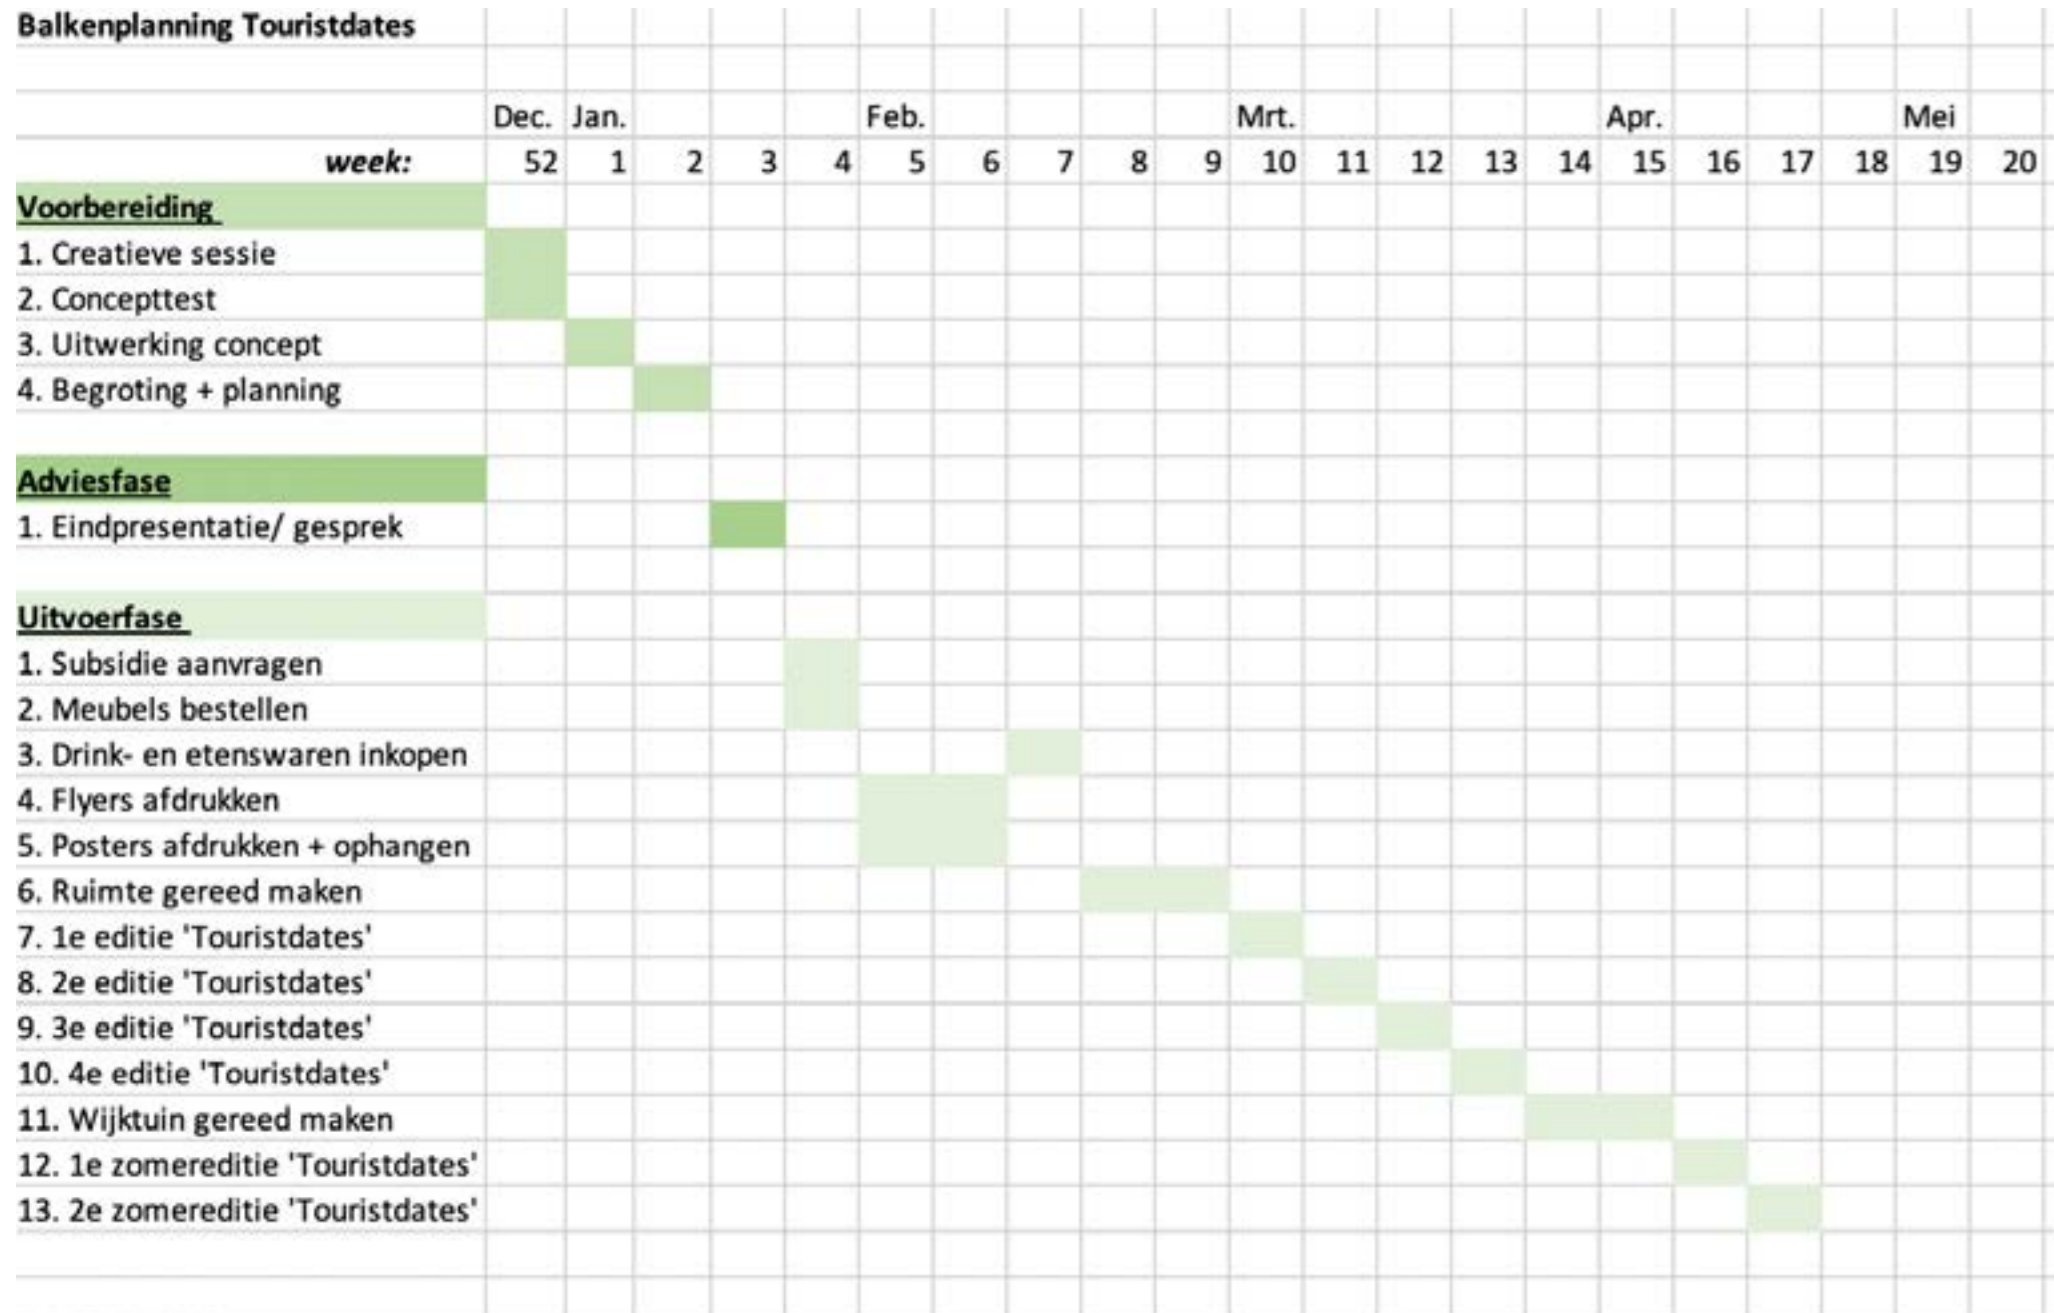 Balkenplanning Touristdates
Dec. Jan. Feb. Mrt. Apr. Mei
week: 52 1 2 3 4 5 6 7 8 9 10 11 12 13 14 15 16 17 18 19 20
Voorbereiding
1. Creatieve sessie
2. Concepttest
3. Uitwerking concept
4. Begroting + planning
Adviesfase
1. Eindpresentatie/ gesprek
Uitvoerfase
1. Subsidie aanvragen
2. Meubels bestellen
3. Drink- en etenswaren inkopen
4. Flyers afdrukken
5. Posters afdrukken + ophangen
6. Ruimte gereed maken
7. 1e editie 'Touristdates'
8. 2e editie 'Touristdates'
9. 3e editie 'Touristdates'
10. 4e editie 'Touristdates'
11. Wijktuin gereed maken
12. 1e zomereditie 'Touristdates'
13. 2e zomereditie 'Touristdates'